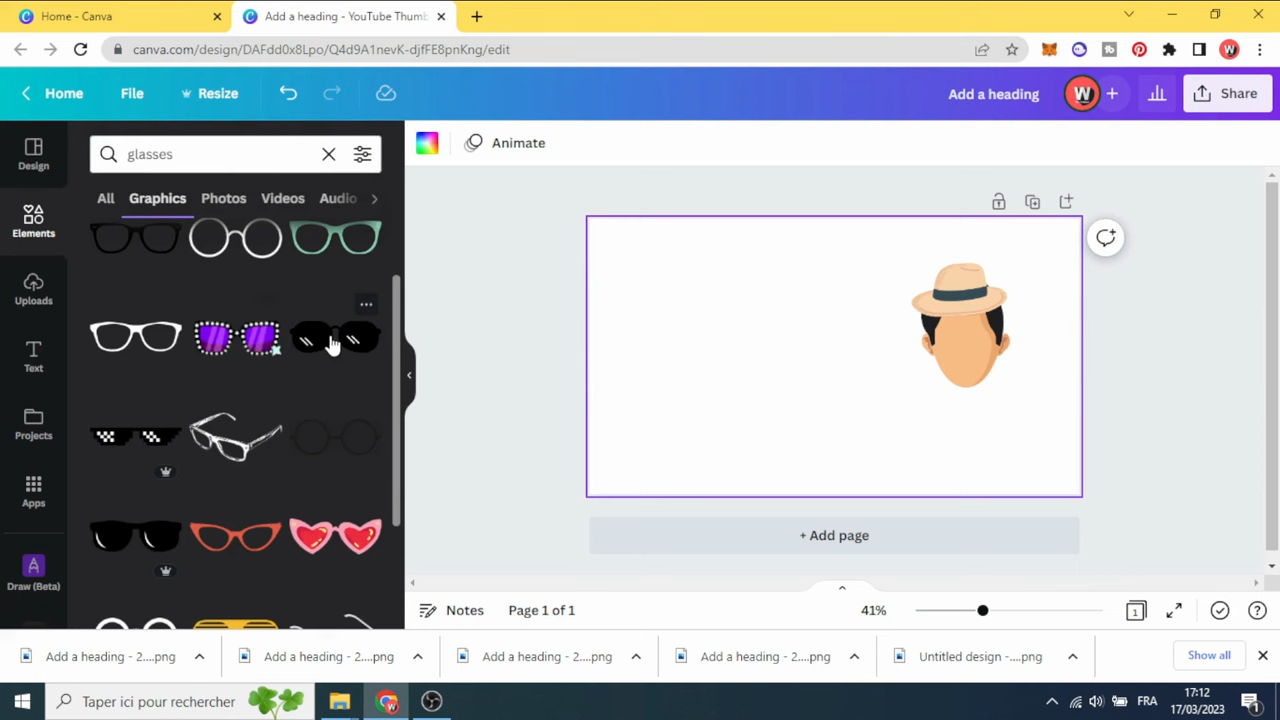 Home - Canva
Add a heading - YouTube Thumb
canva.com/design/DAFdd0x8Lpo/Q4d9A1nevK-djfFE8pnKng/edit
Home
File
Resize
Add a heading
W
Share
Design
Elements
Uploads
Text
Projects
Apps
Draw (Beta)
glasses
All
Graphics
Photos
Videos
Audio
Animate
+ Add page
Notes
Page 1 of 1
41%
1
Add a heading - 2....png
Add a heading - 2....png
Add a heading - 2....png
Add a heading - 2....png
Untitled design -....png
Show all
Taper ici pour rechercher
FRA
17:12
17/03/2023